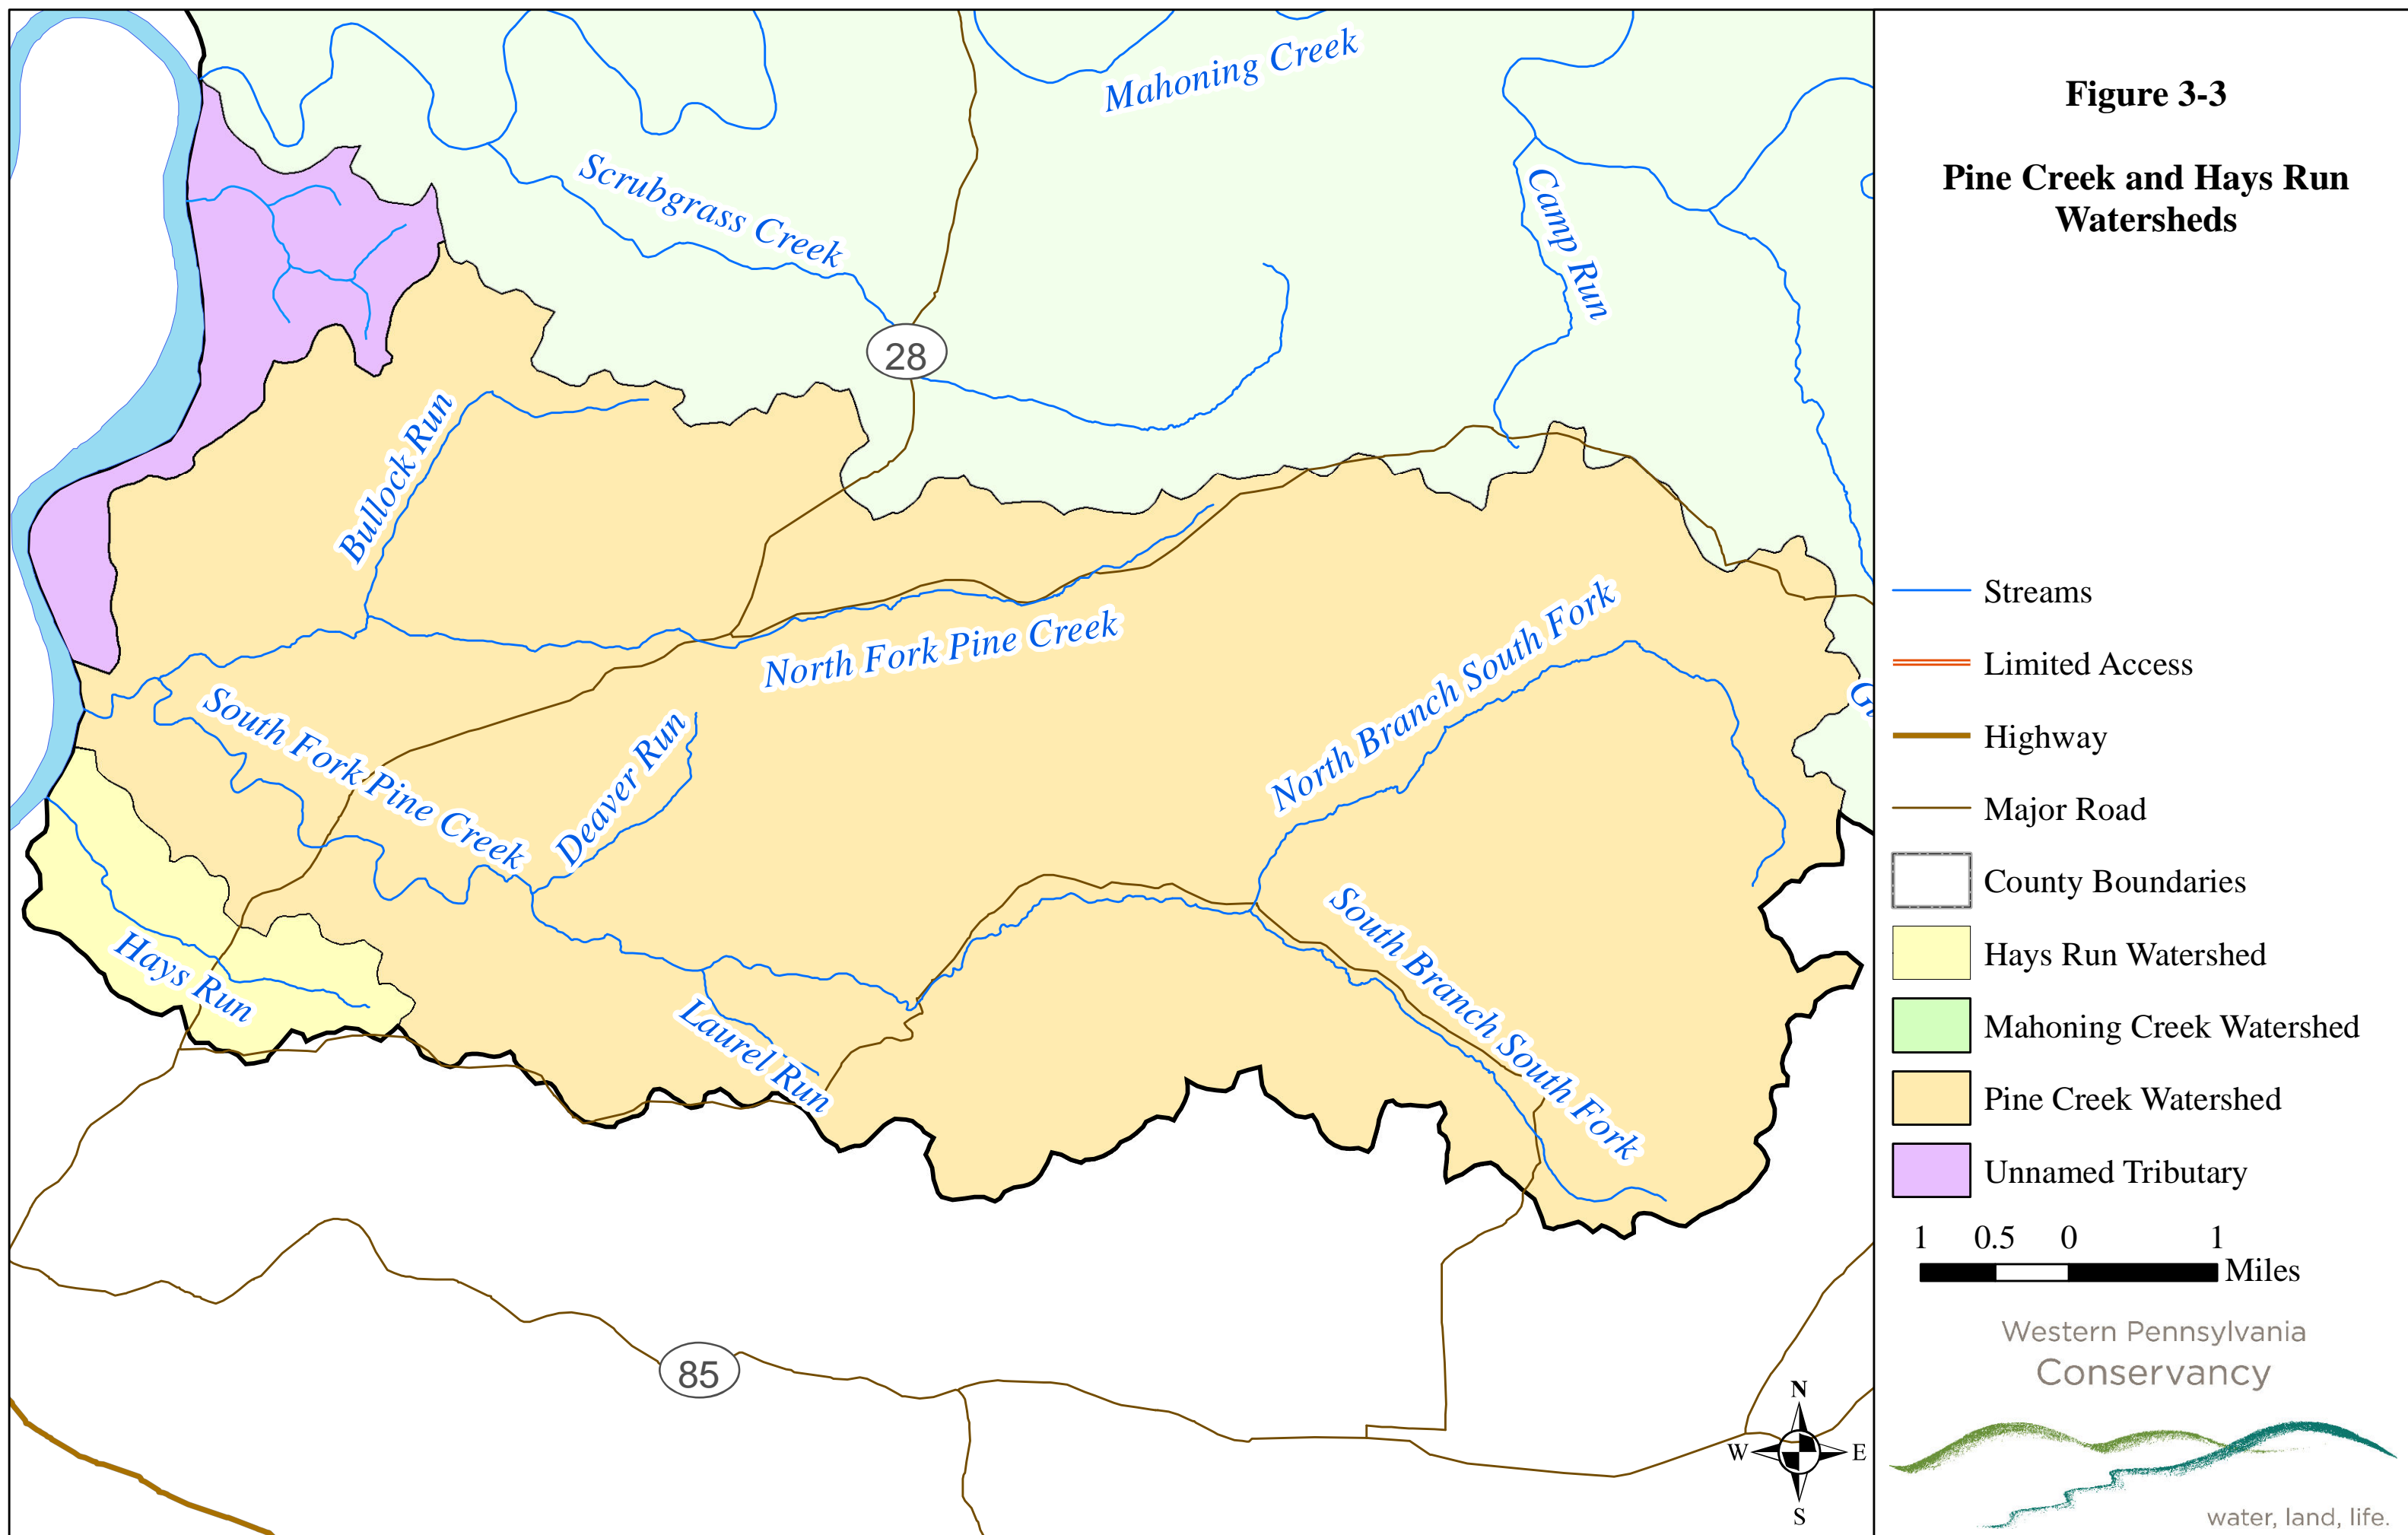 Figure 3-3
Pine Creek and Hays Run
Watersheds
Mahoning Creek
Scrubgrass Creek
Camp Run
28
Bullock Run
North Fork Pine Creek
North Branch South Fork
South Fork Pine Creek
Deaver Run
South Branch South Fork
Hays Run
Laurel Run
85
Streams
Limited Access
Highway
Major Road
County Boundaries
Hays Run Watershed
Mahoning Creek Watershed
Pine Creek Watershed
Unnamed Tributary
1 0.5 0 1
Miles
N
W E
S
Western Pennsylvania
Conservancy
water, land, life.